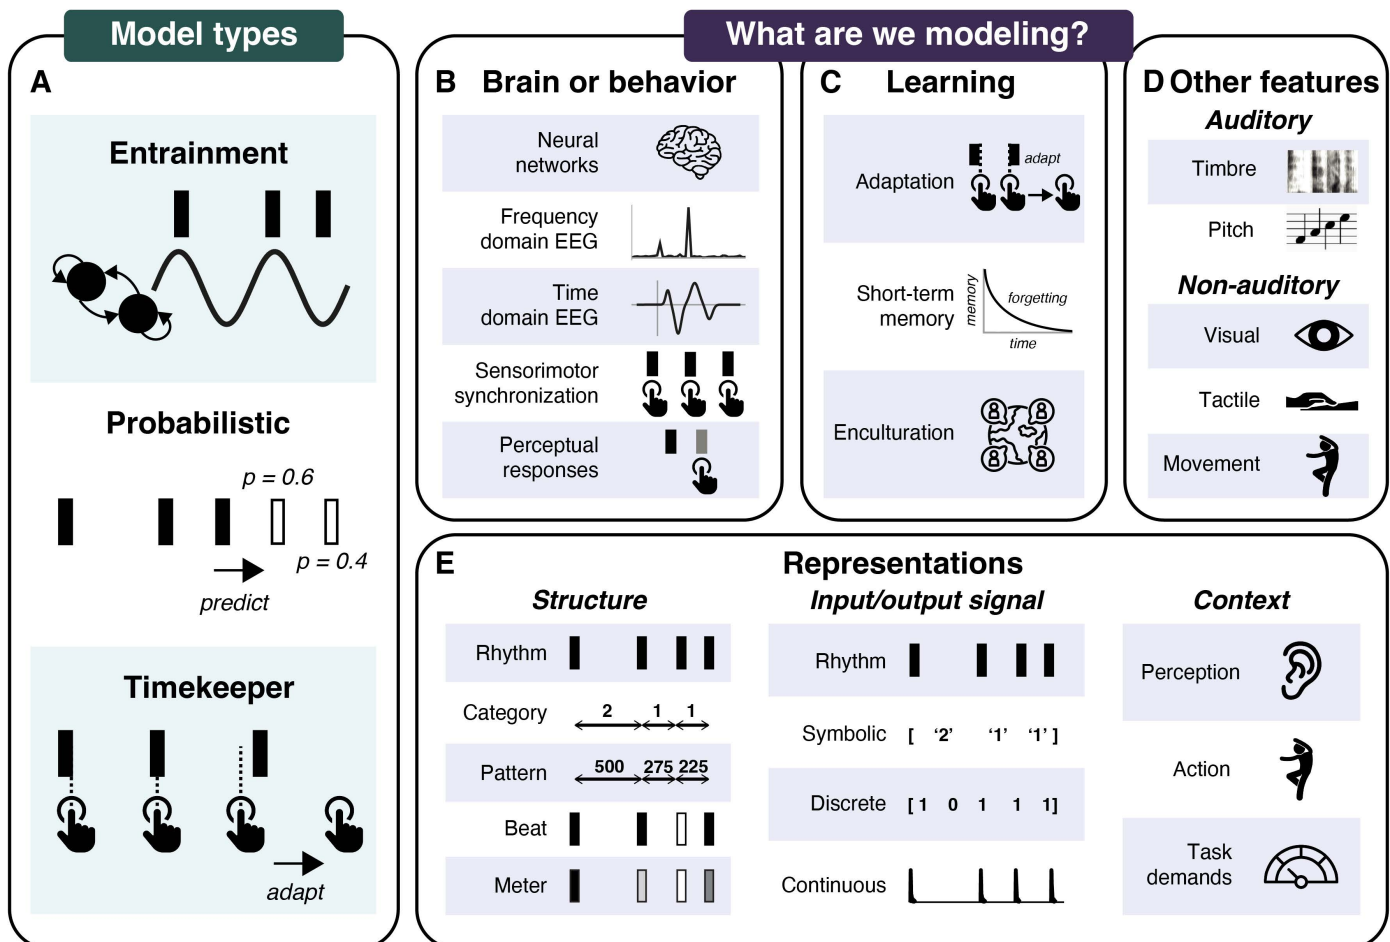 Model types
What are we modeling?
A
Entrainment
Probabilistic
p = 0.6
p = 0.4
predict
Timekeeper
adapt
B Brain or behavior
Neural
networks
Frequency
domain EEG
Time
domain EEG
Sensorimotor
synchronization
Perceptual
responses
C Learning
Adaptation
adapt
Short-term
memory
memory
forgetting
time
Enculturation
D Other features
Auditory
Timbre
Pitch
Non-auditory
Visual
Tactile
Movement
E Representations
Structure
Rhythm
Category
2 1 1
Pattern
500 275 225
Beat
Meter
Input/output signal
Rhythm
Symbolic [ ‘2’ ‘1’ ‘1’ ]
Discrete [ 1 0 1 1 1]
Continuous
Context
Perception
Action
Task
demands